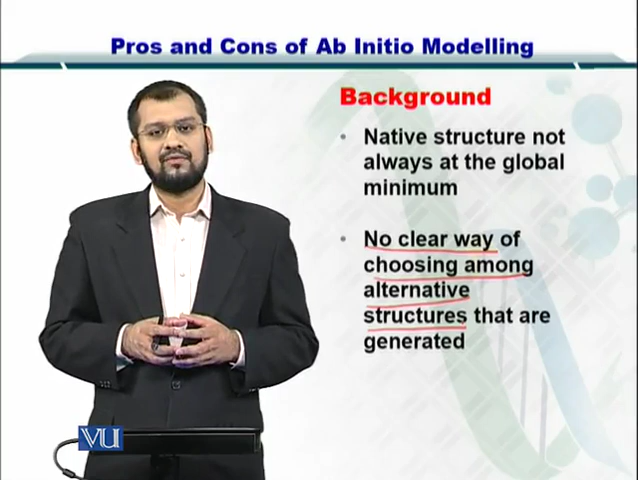 Pros and Cons of Ab Initio Modelling
Background
• Native structure not
always at the global
minimum
• No clear way of
choosing among
alternative
structures that are
generated
VU